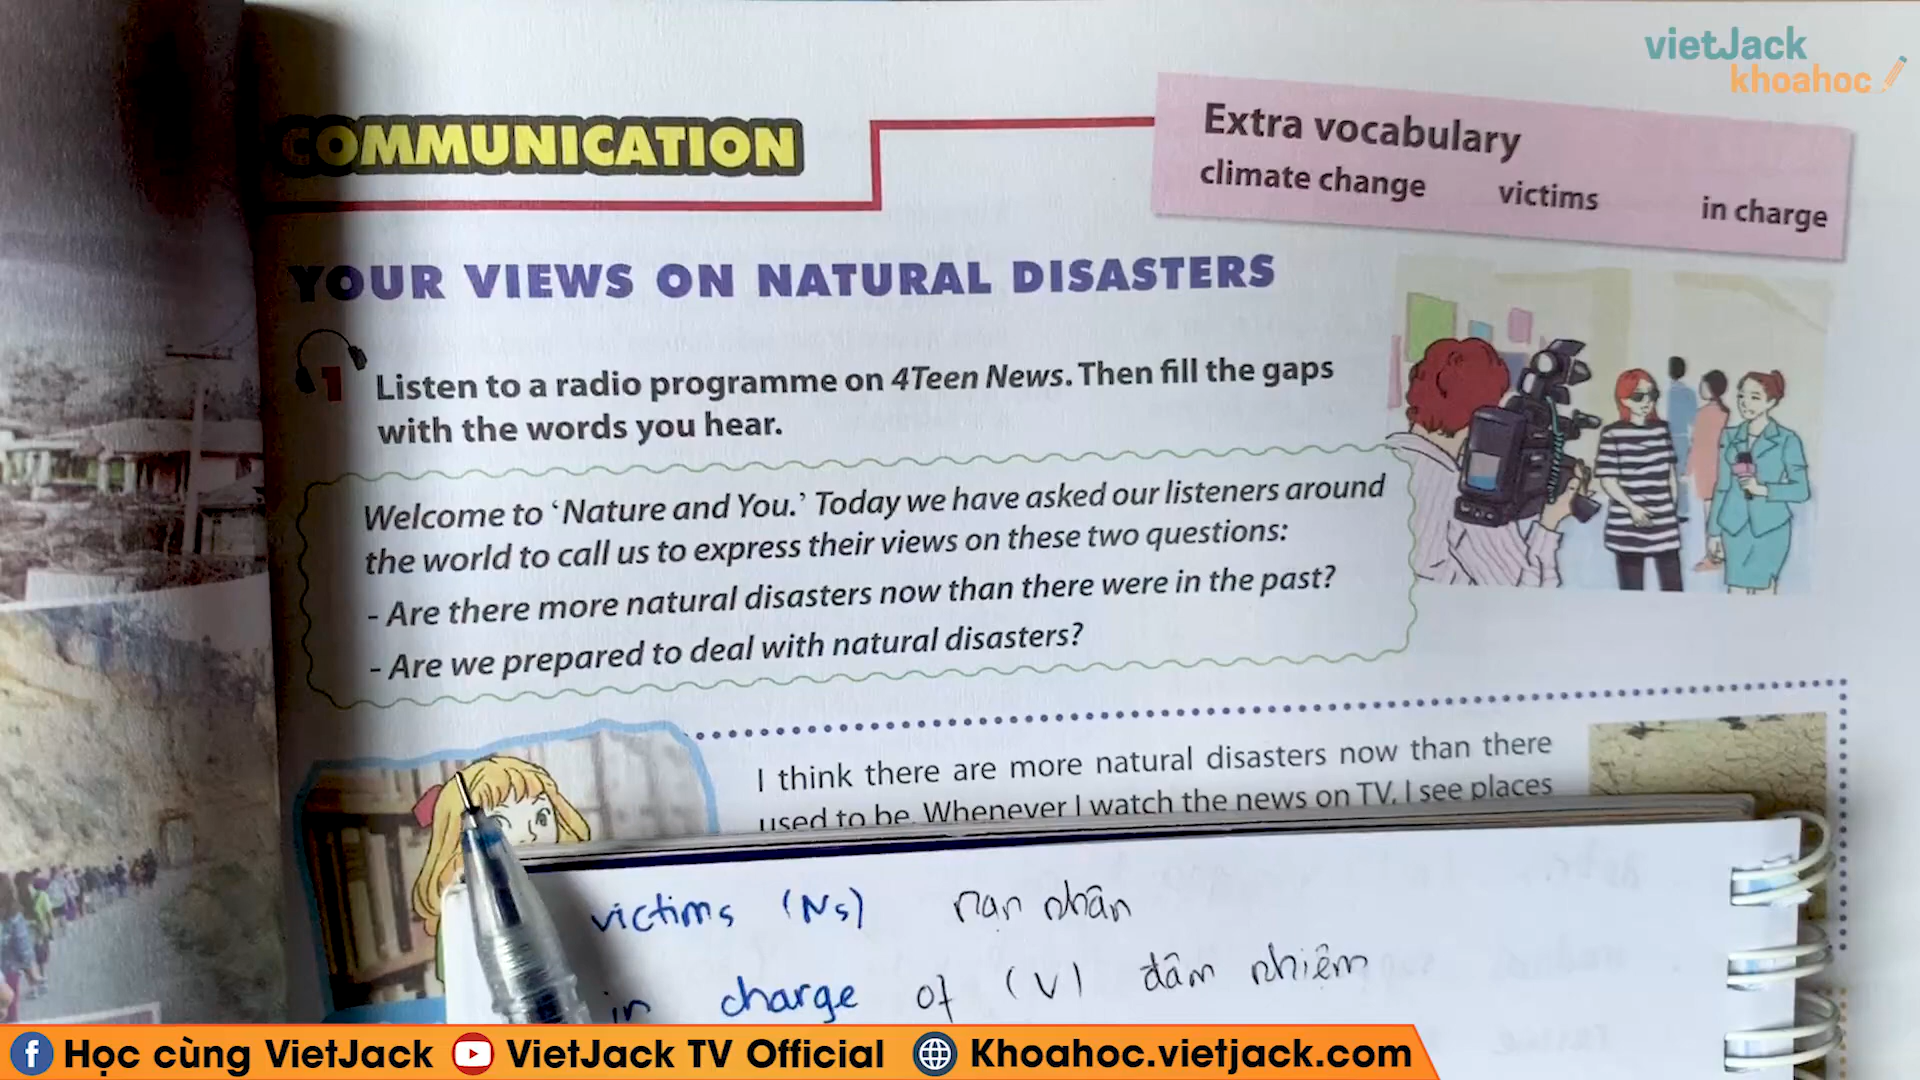 vietJack
khoahoc
COMMUNICATION
Extra vocabulary
climate change victims in charge
YOUR VIEWS ON NATURAL DISASTERS
1 Listen to a radio programme on 4Teen News. Then fill the gaps
with the words you hear.
Welcome to ‘Nature and You.’ Today we have asked our listeners around
the world to call us to express their views on these two questions:
- Are there more natural disasters now than there were in the past?
- Are we prepared to deal with natural disasters?
I think there are more natural disasters now than there
used to be. Whenever I watch the news on TV, I see places
victims (Ns) nạn nhân
in charge of (V) đảm nhiệm
Học cùng VietJack VietJack TV Official Khoahoc.vietjack.com